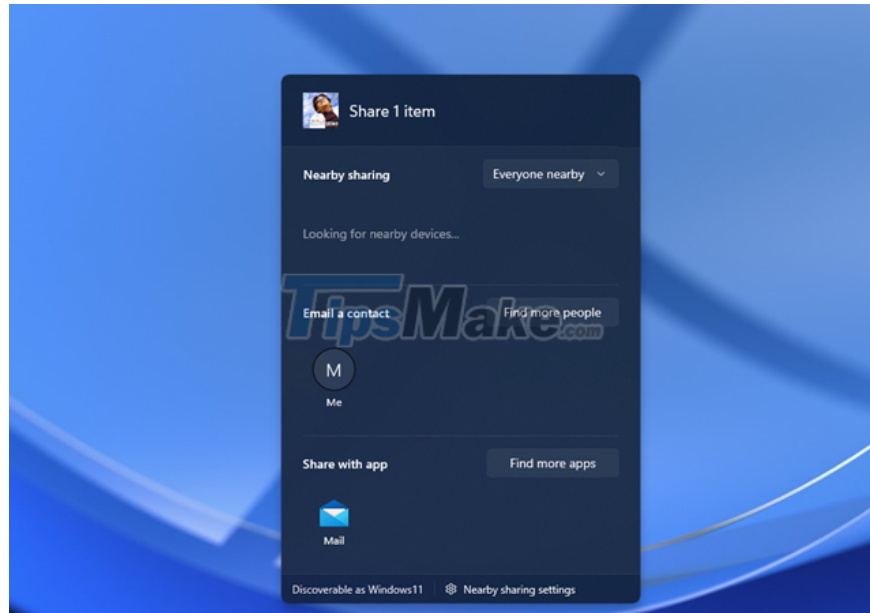 Share 1 item
Nearby sharing
Everyone nearby
Looking for nearby devices...
Email a contact
Find more people
TipsMake.com
M
Me
Share with app
Find more apps
Mail
Discoverable as Windows11
Nearby sharing settings